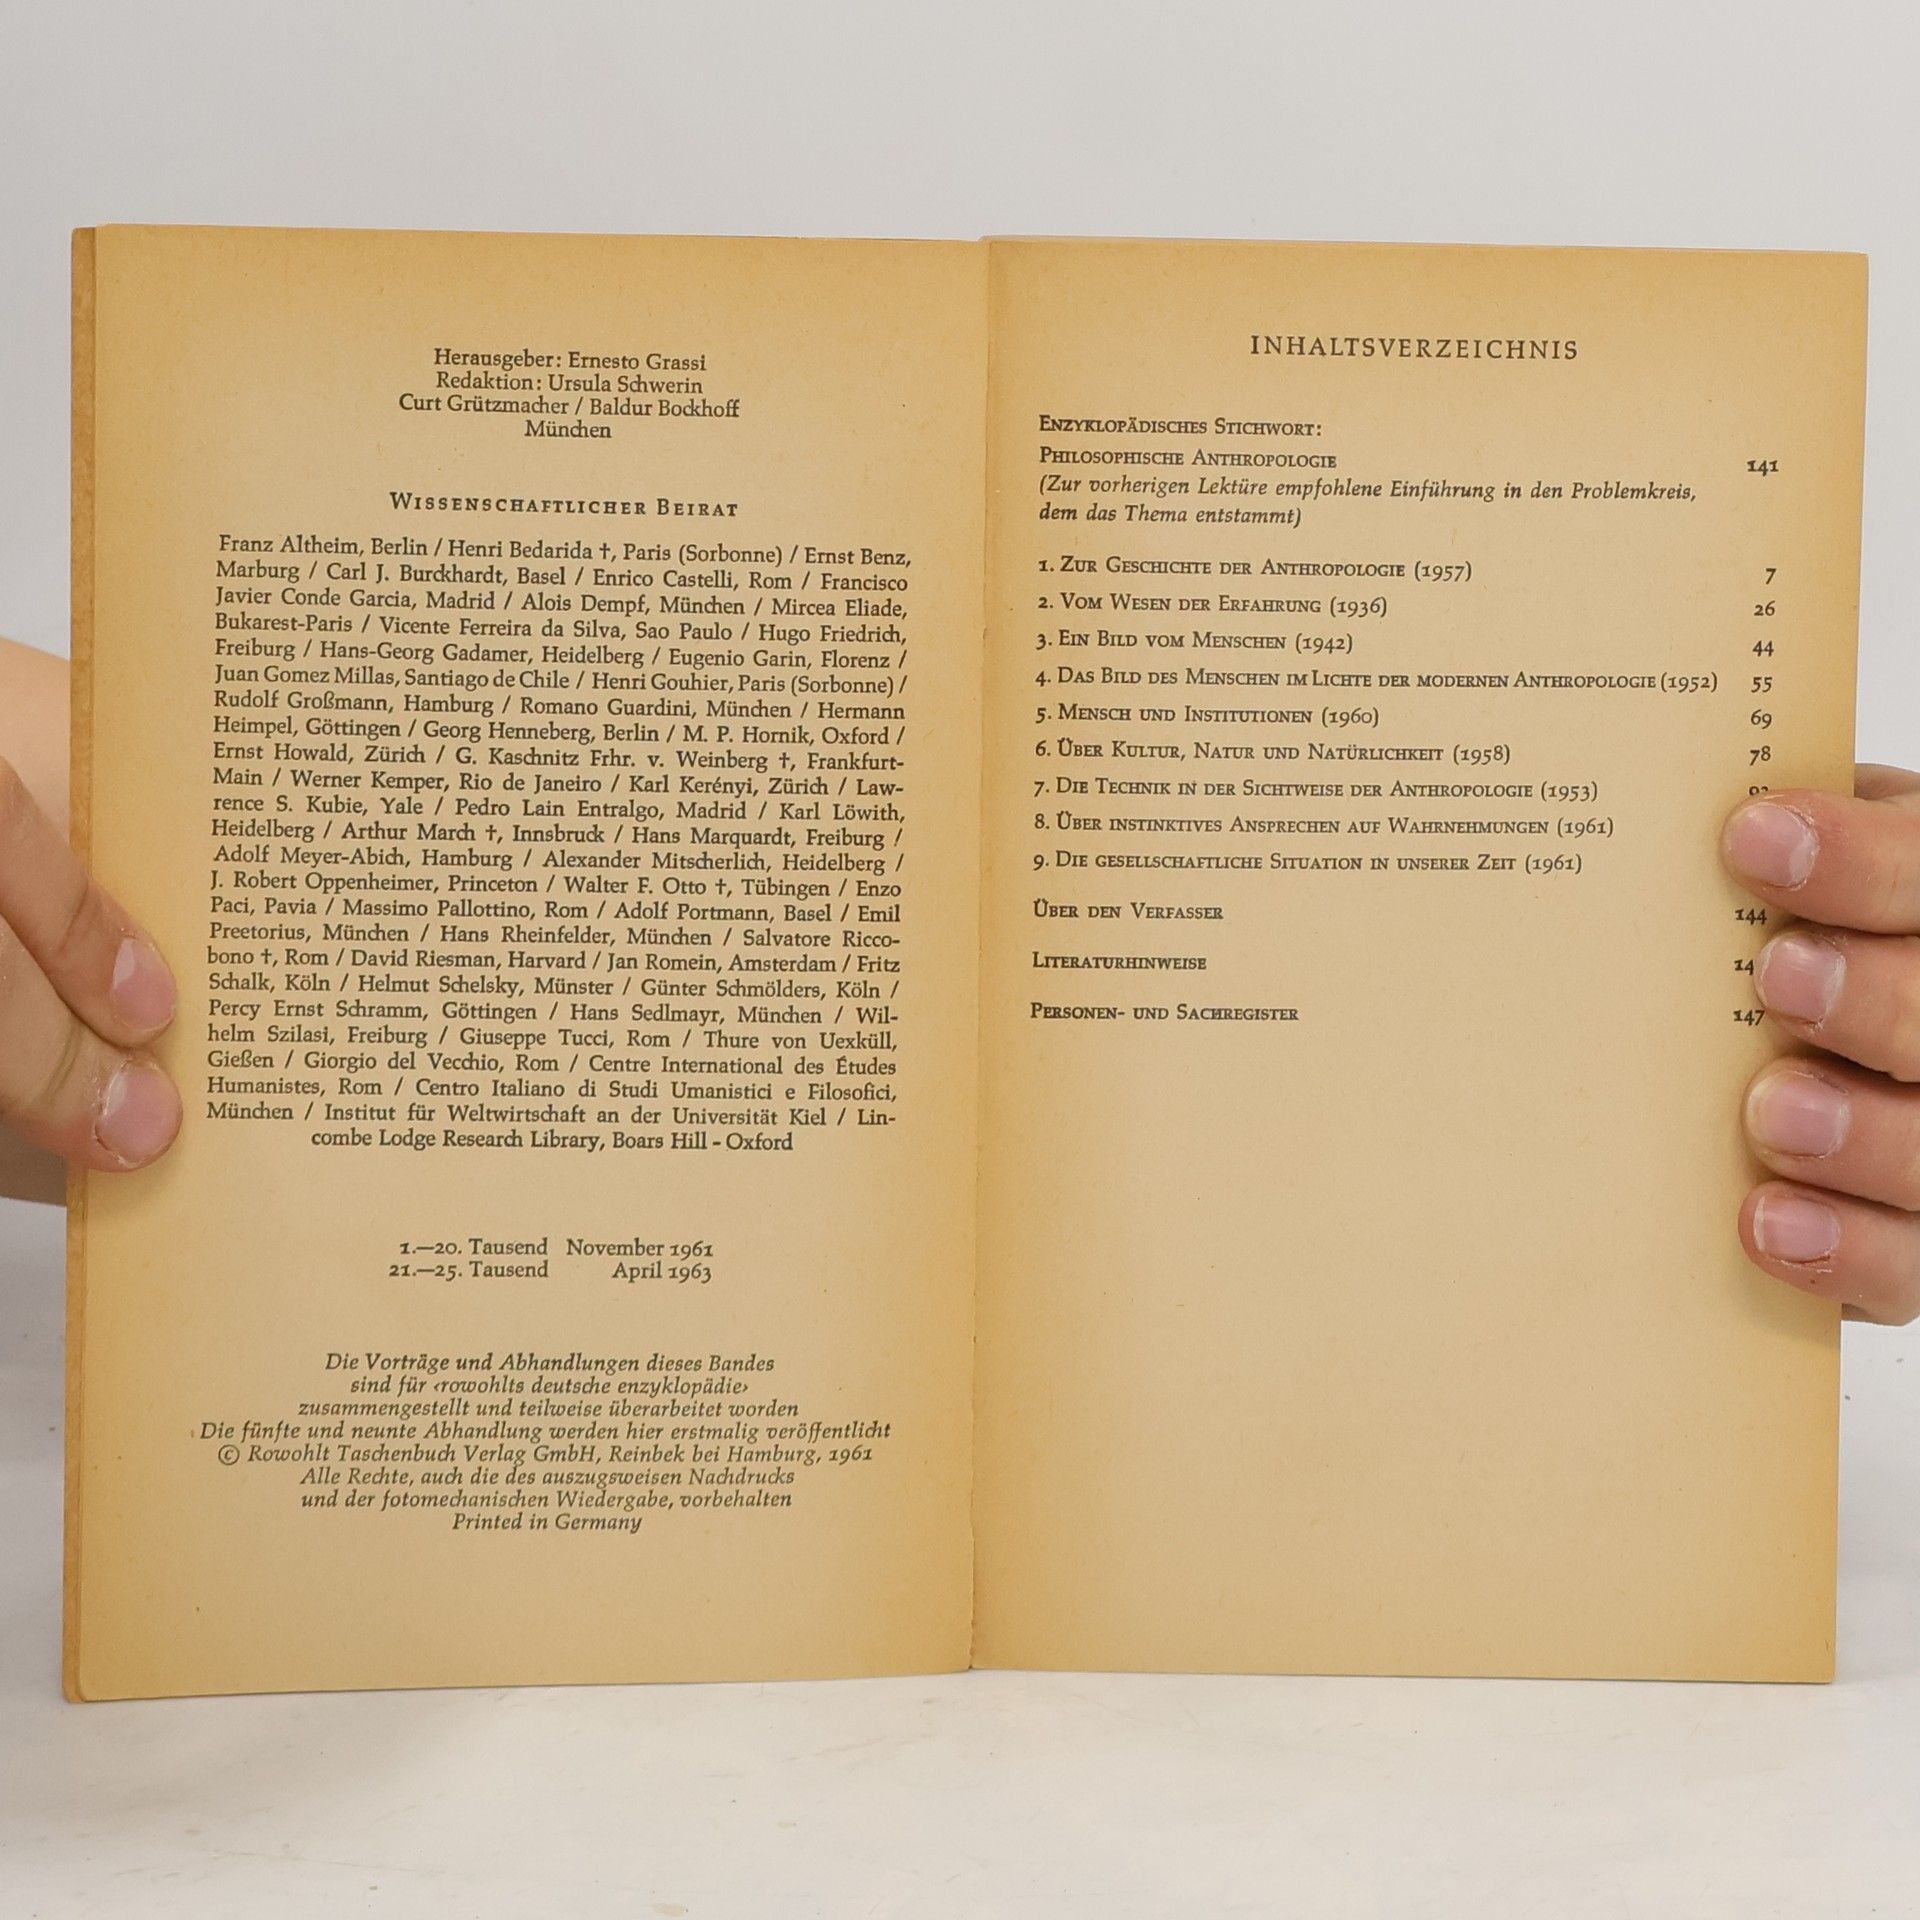 Herausgeber: Ernesto Grassi
Redaktion: Ursula Schwerin
Curt Grützmacher / Baldur Bockhoff
München
WISSENSCHAFTLICHER BEIRAT
Franz Altheim, Berlin / Henri Bedarida †, Paris (Sorbonne) / Ernst Benz,
Marburg / Carl J. Burckhardt, Basel / Enrico Castelli, Rom / Francisco
Javier Conde Garcia, Madrid / Alois Dempf, München / Mircea Eliade,
Bukarest-Paris / Vicente Ferreira da Silva, Sao Paulo / Hugo Friedrich,
Freiburg / Hans-Georg Gadamer, Heidelberg / Eugenio Garin, Florenz /
Juan Gomez Millas, Santiago de Chile / Henri Gouhier, Paris (Sorbonne) /
Rudolf Großmann, Hamburg / Romano Guardini, München / Hermann
Heimpel, Göttingen / Georg Henneberg, Berlin / M. P. Hornik, Oxford /
Ernst Howald, Zürich / G. Kaschnitz Frhr. v. Weinberg †, Frankfurt-
Main / Werner Kemper, Rio de Janeiro / Karl Kerényi, Zürich / Law-
rence S. Kubie, Yale / Pedro Lain Entralgo, Madrid / Karl Löwith,
Heidelberg / Arthur March †, Innsbruck / Hans Marquardt, Freiburg /
Adolf Meyer-Abich, Hamburg / Alexander Mitscherlich, Heidelberg /
J. Robert Oppenheimer, Princeton / Walter F. Otto †, Tübingen / Enzo
Paci, Pavia / Massimo Pallottino, Rom / Adolf Portmann, Basel / Emil
Preetorius, München / Hans Rheinfelder, München / Salvatore Ricco-
bono †, Rom / David Riesman, Harvard / Jan Romein, Amsterdam / Fritz
Schalk, Köln / Helmut Schelsky, Münster / Günter Schmölders, Köln /
Percy Ernst Schramm, Göttingen / Hans Sedlmayr, München / Wil-
helm Szilasi, Freiburg / Giuseppe Tucci, Rom / Thure von Uexküll,
Gießen / Giorgio del Vecchio, Rom / Centre International des Études
Humanistes, Rom / Centro Italiano di Studi Umanistici e Filosofici,
München / Institut für Weltwirtschaft an der Universität Kiel / Lin-
combe Lodge Research Library, Boars Hill - Oxford
1.—20. Tausend November 1961
21.—25. Tausend April 1963
Die Vorträge und Abhandlungen dieses Bandes
sind für ‹rowohlts deutsche enzyklopädie›
zusammengestellt und teilweise überarbeitet worden
Die fünfte und neunte Abhandlung werden hier erstmalig veröffentlicht
© Rowohlt Taschenbuch Verlag GmbH, Reinbek bei Hamburg, 1961
Alle Rechte, auch die des auszugsweisen Nachdrucks
und der fotomechanischen Wiedergabe, vorbehalten
Printed in Germany
INHALTSVERZEICHNIS
ENZYKLOPÄDISCHES STICHWORT:
PHILOSOPHISCHE ANTHROPOLOGIE 141
(Zur vorherigen Lektüre empfohlene Einführung in den Problemkreis,
dem das Thema entstammt)
1. ZUR GESCHICHTE DER ANTHROPOLOGIE (1957) 7
2. VOM WESEN DER ERFAHRUNG (1936) 26
3. EIN BILD VOM MENSCHEN (1942) 44
4. DAS BILD DES MENSCHEN IM LICHTE DER MODERNEN ANTHROPOLOGIE (1952) 55
5. MENSCH UND INSTITUTIONEN (1960) 69
6. ÜBER KULTUR, NATUR UND NATÜRLICHKEIT (1958) 78
7. DIE TECHNIK IN DER SICHTWEISE DER ANTHROPOLOGIE (1953)
8. ÜBER INSTINKTIVES ANSPRECHEN AUF WAHRNEHMUNGEN (1961)
9. DIE GESELLSCHAFTLICHE SITUATION IN UNSERER ZEIT (1961)
ÜBER DEN VERFASSER 144
LITERATURHINWEISE
PERSONEN- UND SACHREGISTER 147